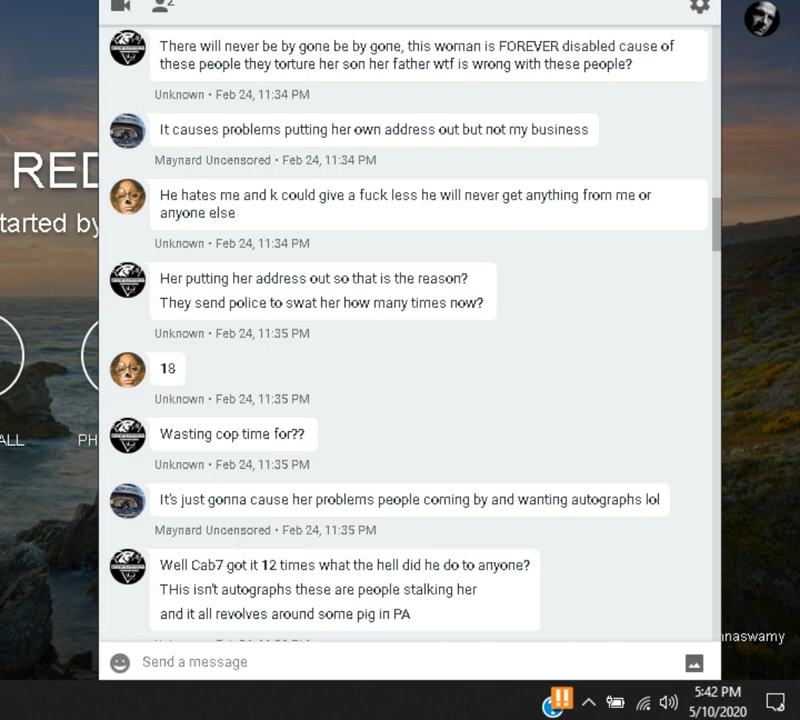 2
There will never be by gone be by gone, this woman is FOREVER disabled cause of
these people they torture her son her father wtf is wrong with these people?
Unknown • Feb 24, 11:34 PM
It causes problems putting her own address out but not my business
Maynard Uncensored • Feb 24, 11:34 PM
RED
He hates me and k could give a fuck less he will never get anything from me or
anyone else
tarted by
Unknown • Feb 24, 11:34 PM
Her putting her address out so that is the reason?
They send police to swat her how many times now?
Unknown • Feb 24, 11:35 PM
18
Unknown • Feb 24, 11:35 PM
ALL
PH
Wasting cop time for??
Unknown • Feb 24, 11:35 PM
It's just gonna cause her problems people coming by and wanting autographs lol
Maynard Uncensored • Feb 24, 11:35 PM
Well Cab7 got it 12 times what the hell did he do to anyone?
THis isn't autographs these are people stalking her
and it all revolves around some pig in PA
nnaswamy
Send a message
5:42 PM
5/10/2020